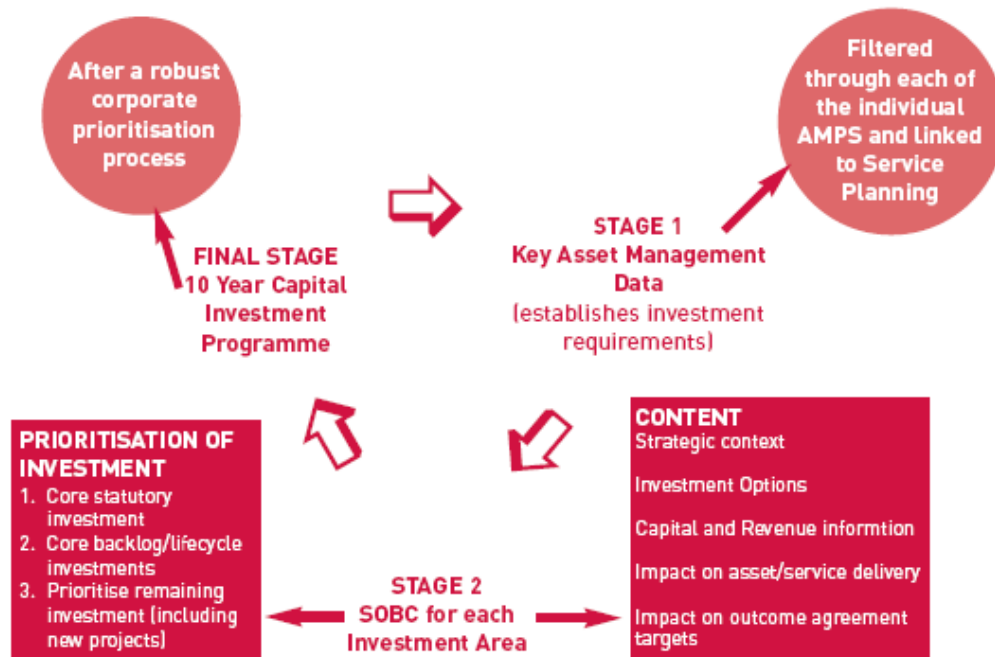 After a robust
corporate
prioritisation
process
Filtered
through each of
the individual
AMPS and linked
to Service
Planning
FINAL STAGE
10 Year Capital
Investment
Programme
STAGE 1
Key Asset Management
Data
(establishes investment
requirements)
PRIORITISATION OF
INVESTMENT
1. Core statutory
investment
2. Core backlog/lifecycle
investments
3. Prioritise remaining
investment (including
new projects)
STAGE 2
SOBC for each
Investment Area
CONTENT
Strategic context
Investment Options
Capital and Revenue informtion
Impact on asset/service delivery
Impact on outcome agreement
targets